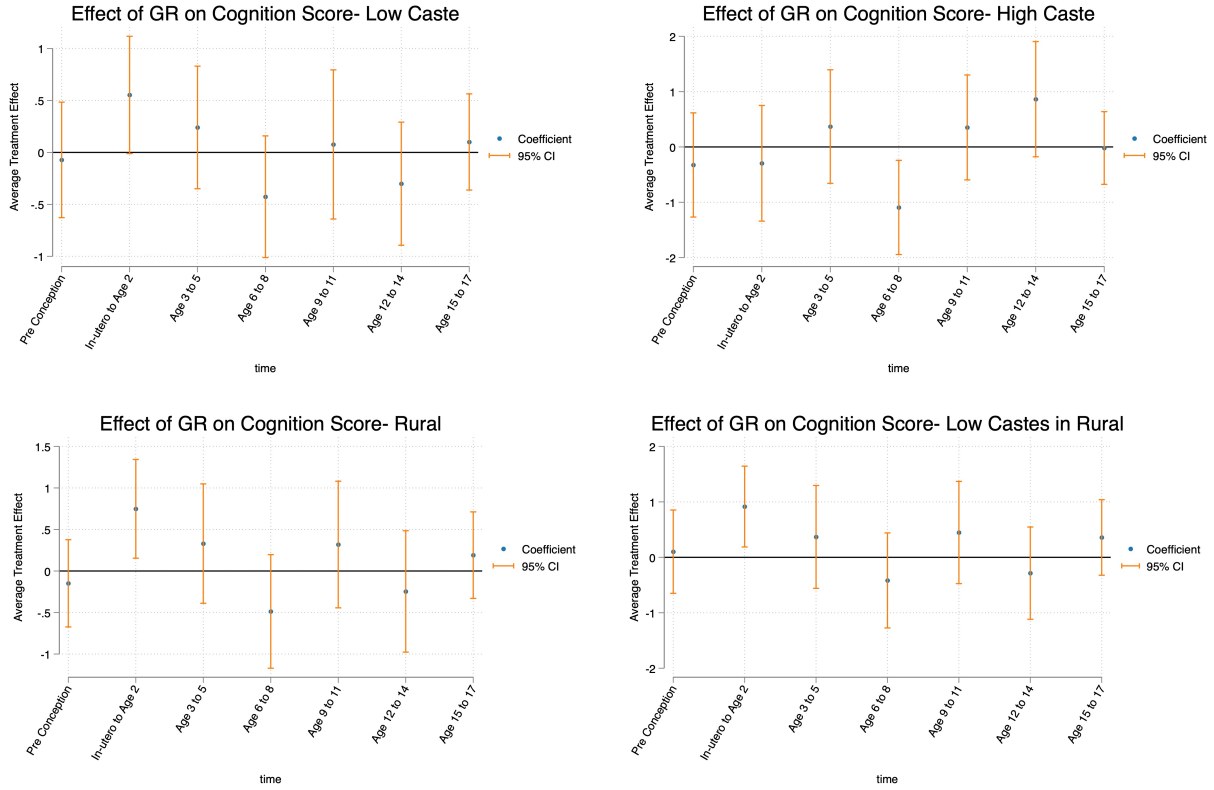 Effect of GR on Cognition Score- Low Caste
Average Treatment Effect
1
.5
0
-.5
-1
Pre Conception
In-utero to Age 2
Age 3 to 5
Age 6 to 8
Age 9 to 11
Age 12 to 14
Age 15 to 17
time
Coefficient
95% CI
Effect of GR on Cognition Score- High Caste
Average Treatment Effect
2
1
0
-1
-2
Pre Conception
In-utero to Age 2
Age 3 to 5
Age 6 to 8
Age 9 to 11
Age 12 to 14
Age 15 to 17
time
Coefficient
95% CI
Effect of GR on Cognition Score- Rural
Average Treatment Effect
1.5
1
.5
0
-.5
-1
Pre Conception
In-utero to Age 2
Age 3 to 5
Age 6 to 8
Age 9 to 11
Age 12 to 14
Age 15 to 17
time
Coefficient
95% CI
Effect of GR on Cognition Score- Low Castes in Rural
Average Treatment Effect
2
1
0
-1
-2
Pre Conception
In-utero to Age 2
Age 3 to 5
Age 6 to 8
Age 9 to 11
Age 12 to 14
Age 15 to 17
time
Coefficient
95% CI